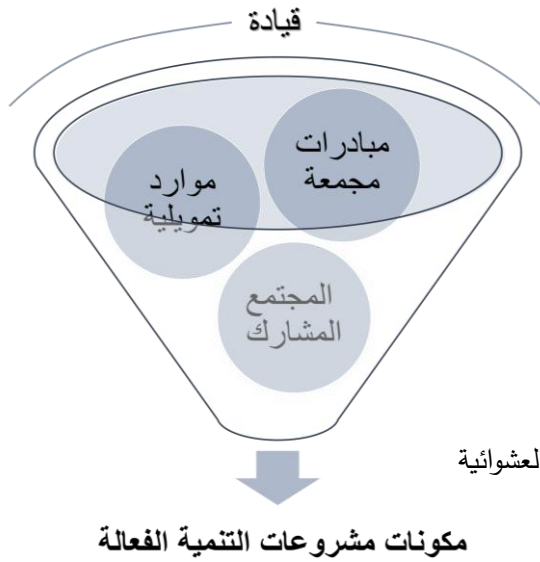 قيادة
مبادرات
مجمعة
موارد
تمويلية
المجتمع
المشارك
لعشوائية
مكونات مشروعات التنمية الفعالة